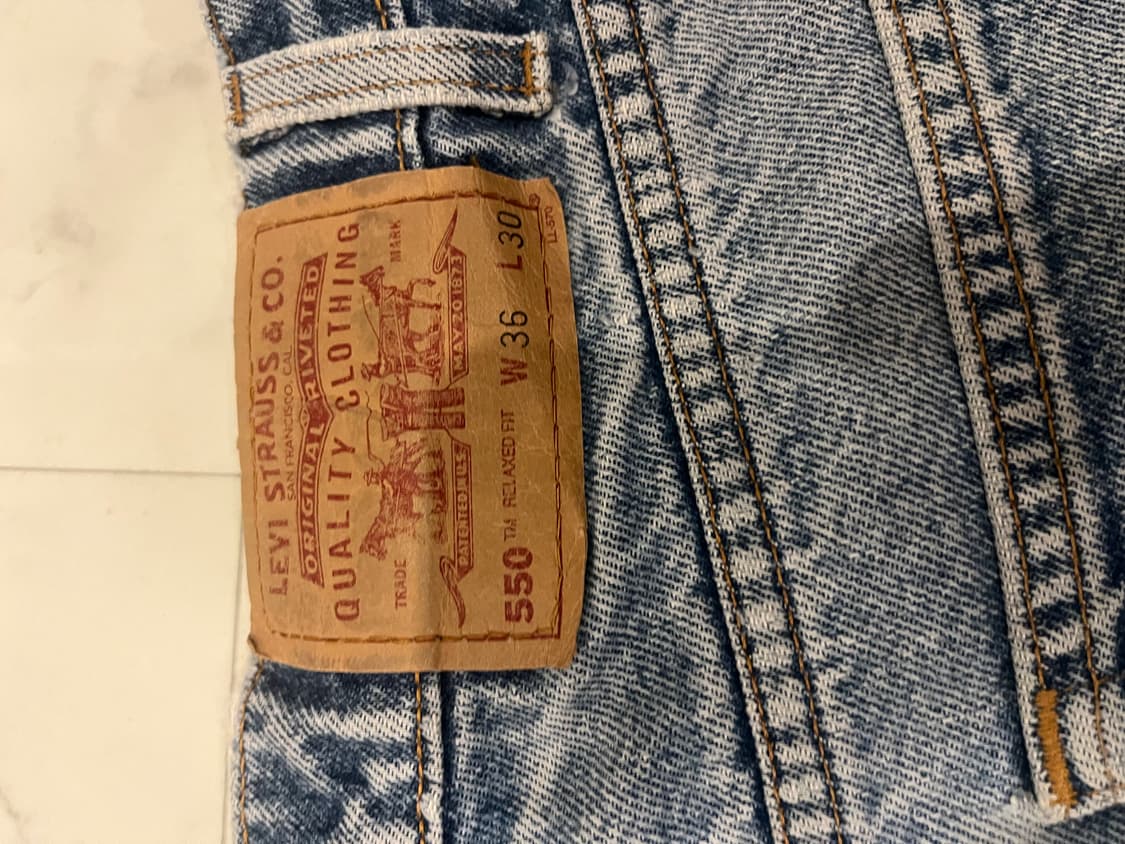 LEVI STRAUSS & CO.
SAN FRANCISCO, CAL.
ORIGINAL RIVETED
QUALITY CLOTHING
TRADE MARK
PATENTED IN U.S. MAY 20 1873
550 TM RELAXED FIT W 36 L 30